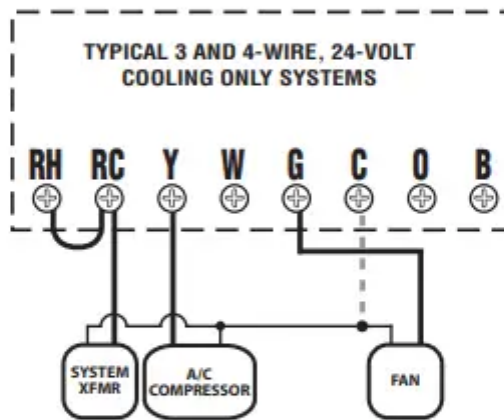 TYPICAL 3 AND 4-WIRE, 24-VOLT
COOLING ONLY SYSTEMS
RH RC Y W G C O B
SYSTEM
XFMR
A/C
COMPRESSOR
FAN